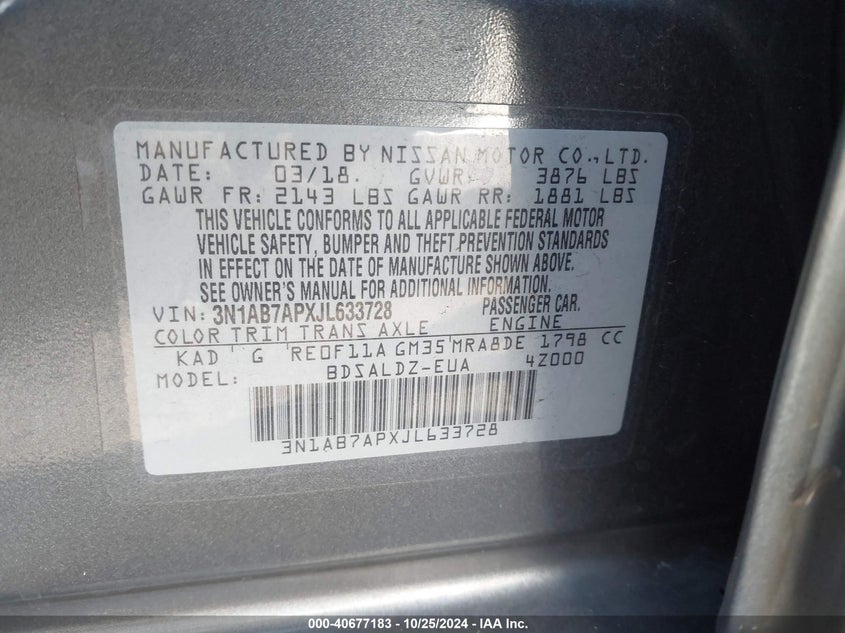 MANUFACTURED BY NISSAN MOTOR CO.,LTD.
DATE: 03/18. GVWR: 3876 LBS
GAWR FR: 2143 LBS GAWR RR: 1881 LBS
THIS VEHICLE CONFORMS TO ALL APPLICABLE FEDERAL MOTOR
VEHICLE SAFETY, BUMPER AND THEFT PREVENTION STANDARDS
IN EFFECT ON THE DATE OF MANUFACTURE SHOWN ABOVE.
SEE OWNER'S MANUAL FOR ADDITIONAL INFORMATION.
VIN: 3N1AB7APXJL633728 PASSENGER CAR.
COLOR TRIM TRANS AXLE ENGINE
KAD G RE0F11A GM35 MRA8DE 1798 CC
MODEL: BDSALDZ-EUA 4Z000
3N1AB7APXJL633728
000-40677183 - 10/25/2024 - IAA Inc.